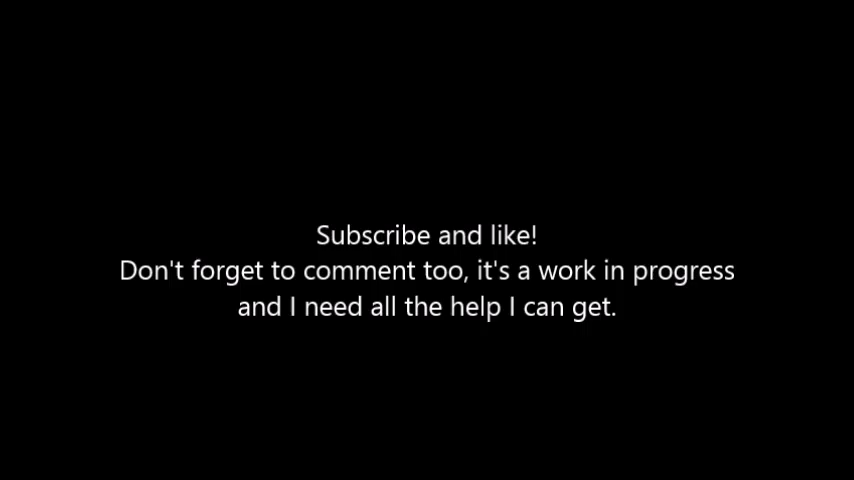 Subscribe and like!
Don't forget to comment too, it's a work in progress
and I need all the help I can get.